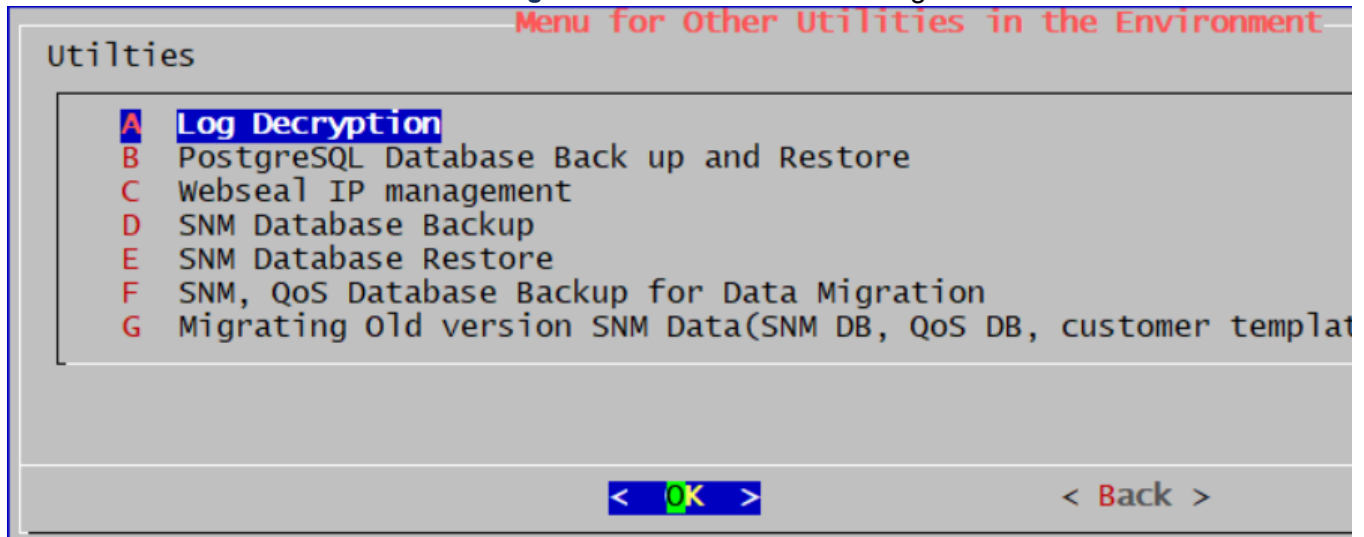 Menu for Other Utilities in the Environment
Utilties
A Log Decryption
B PostgreSQL Database Back up and Restore
C Webseal IP management
D SNM Database Backup
E SNM Database Restore
F SNM, QoS Database Backup for Data Migration
G Migrating Old version SNM Data(SNM DB, QoS DB, customer templat
< OK > < Back >